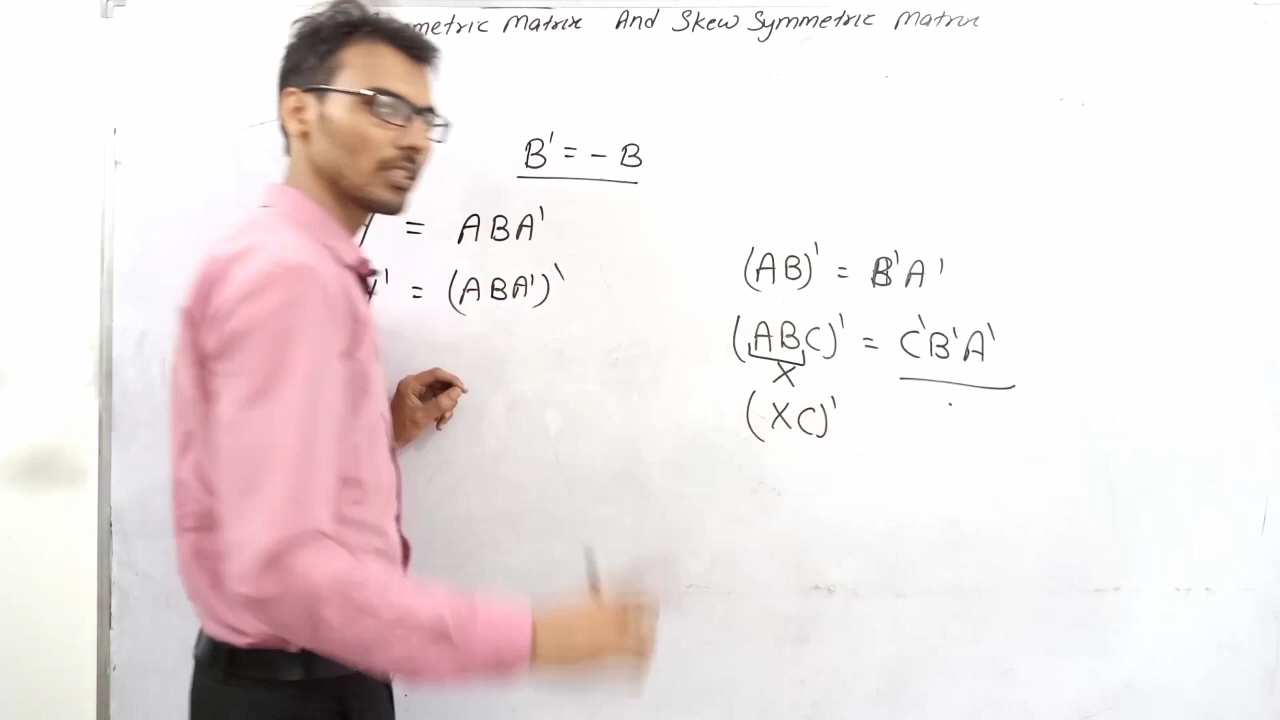 metric Matrix And Skew Symmetric Matrix
B' = - B
= ABA'
' = (ABA')'
(AB)' = B'A'
(ABC)' = C'B'A'
X
(XC)'